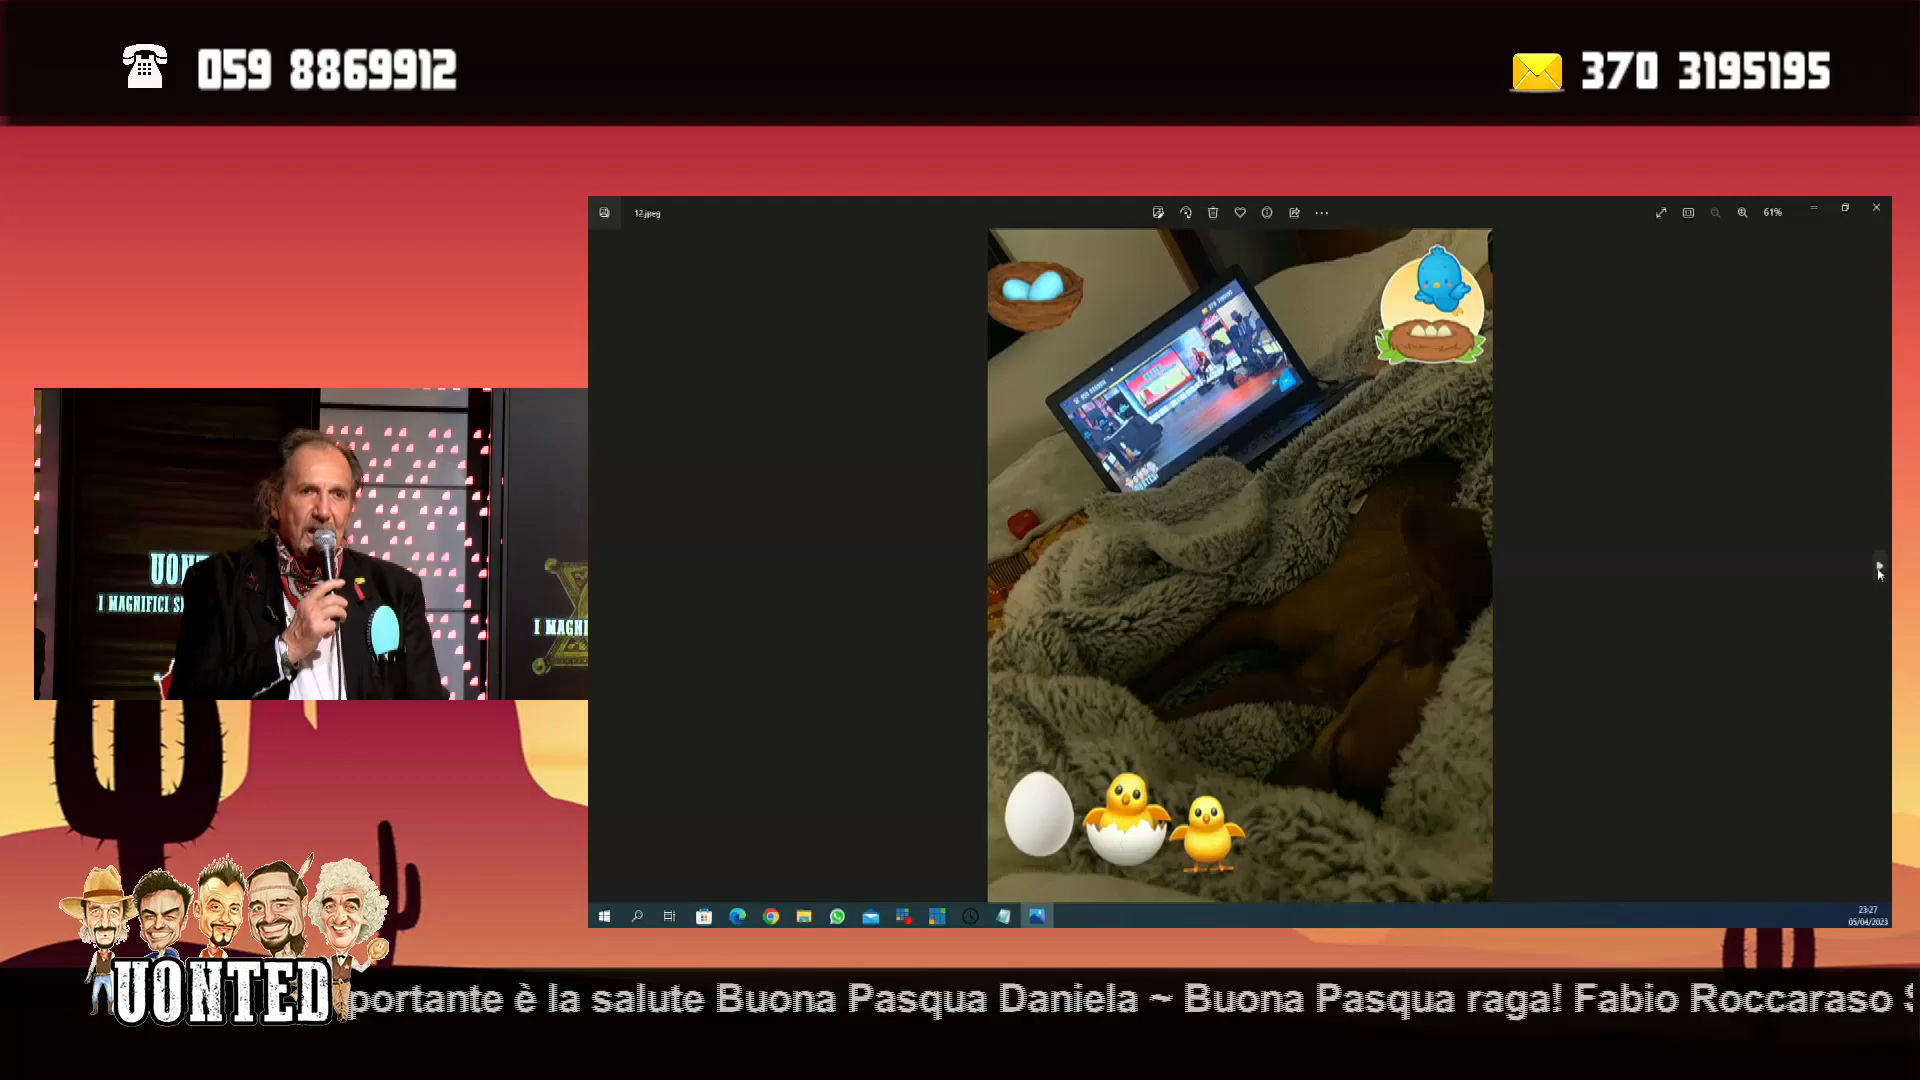 059 8869912
370 3195195
12.jpeg
61%
UON
I MAGNIFICI S
I MAGNI
23:27
05/04/2023
UONTED
portante è la salute Buona Pasqua Daniela ~ Buona Pasqua raga! Fabio Roccaraso S